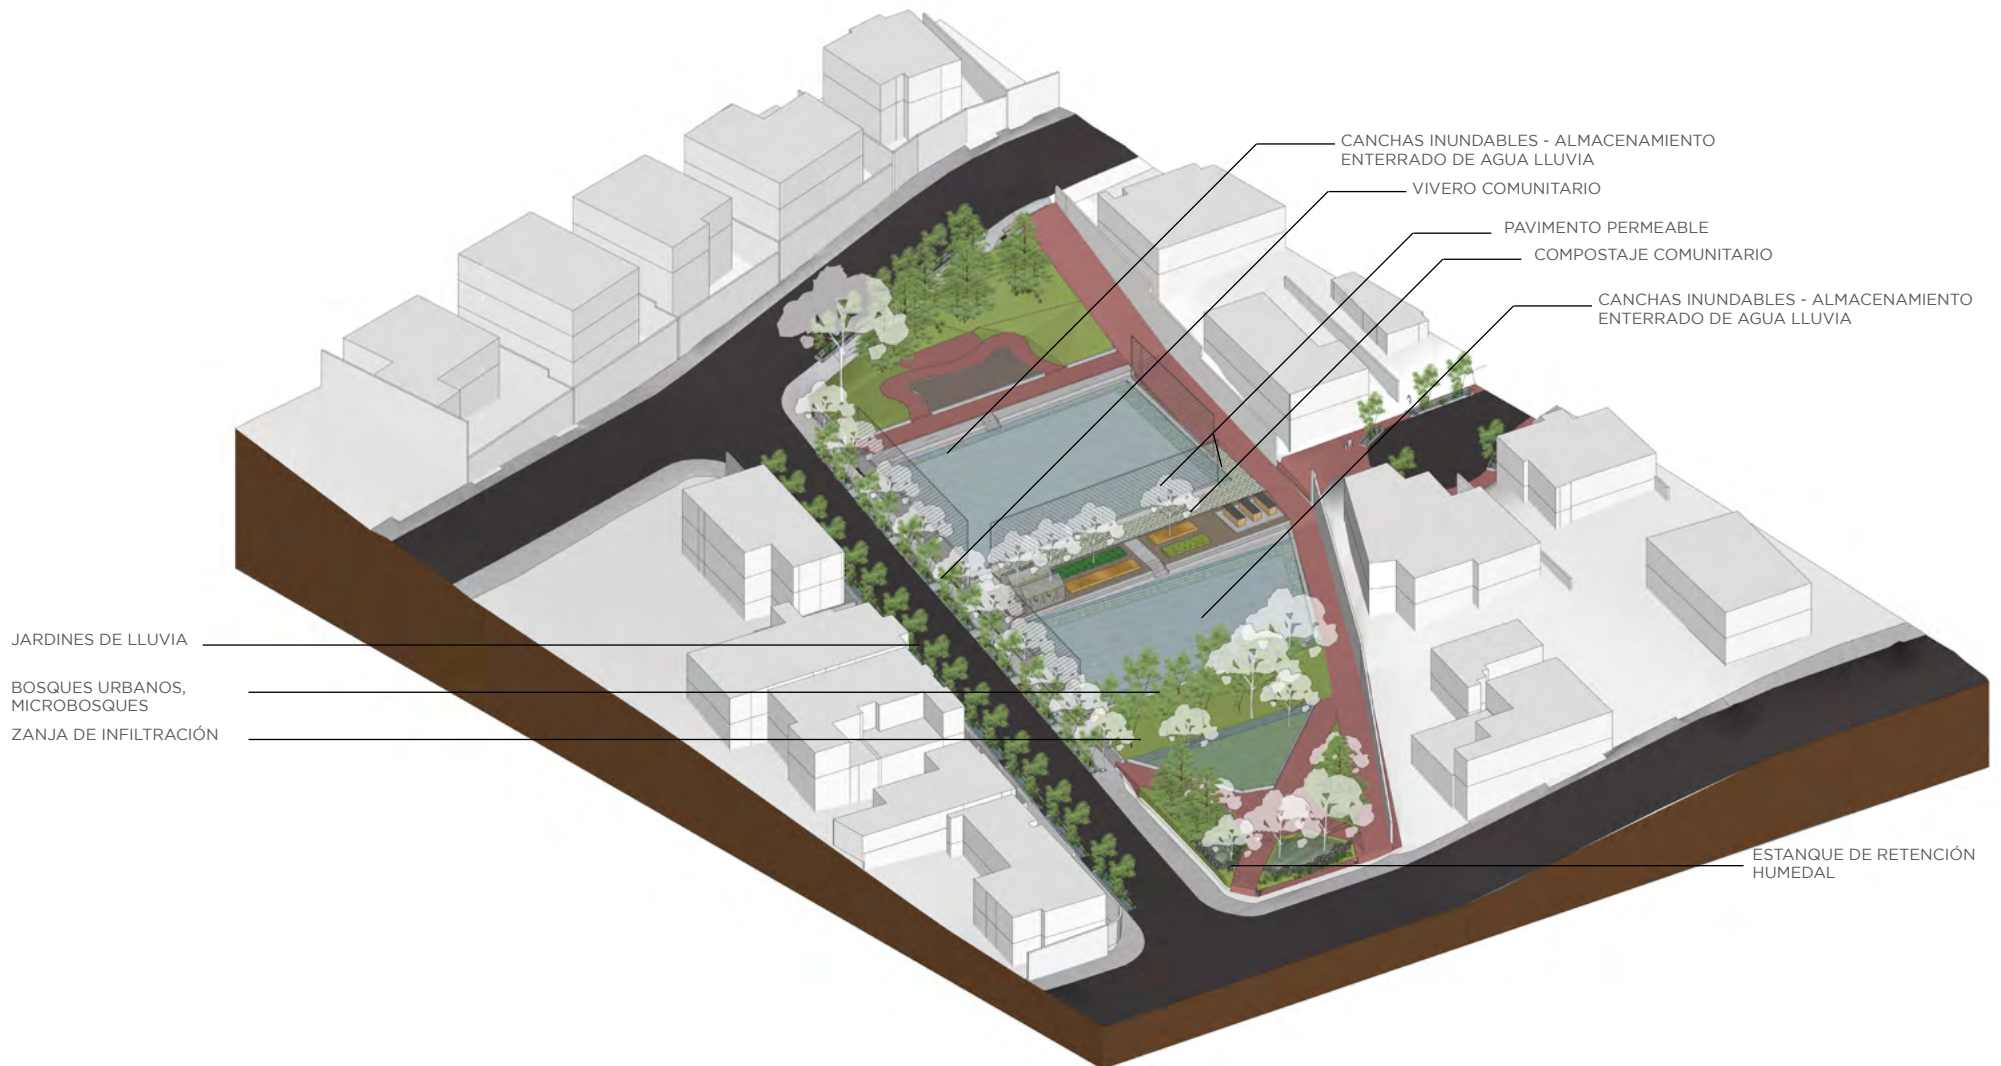 CANCHAS INUNDABLES - ALMACENAMIENTO
ENTERRADO DE AGUA LLUVIA
VIVERO COMUNITARIO
PAVIMENTO PERMEABLE
COMPOSTAJE COMUNITARIO
CANCHAS INUNDABLES - ALMACENAMIENTO
ENTERRADO DE AGUA LLUVIA
JARDINES DE LLUVIA
BOSQUES URBANOS,
MICROBOSQUES
ZANJA DE INFILTRACIÓN
ESTANQUE DE RETENCIÓN
HUMEDAL